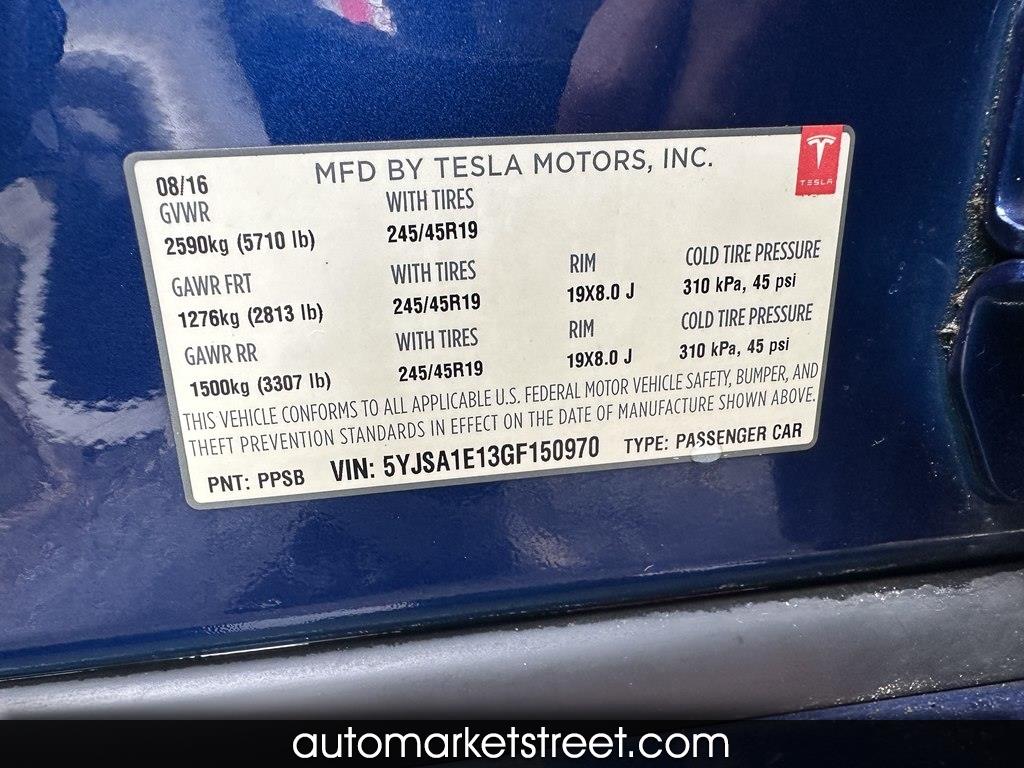 MFD BY TESLA MOTORS, INC.
TESLA
08/16
GVWR WITH TIRES
2590kg (5710 lb) 245/45R19
GAWR FRT WITH TIRES RIM COLD TIRE PRESSURE
1276kg (2813 lb) 245/45R19 19X8.0 J 310 kPa, 45 psi
GAWR RR WITH TIRES RIM COLD TIRE PRESSURE
1500kg (3307 lb) 245/45R19 19X8.0 J 310 kPa, 45 psi
THIS VEHICLE CONFORMS TO ALL APPLICABLE U.S. FEDERAL MOTOR VEHICLE SAFETY, BUMPER, AND
THEFT PREVENTION STANDARDS IN EFFECT ON THE DATE OF MANUFACTURE SHOWN ABOVE.
PNT: PPSB VIN: 5YJSA1E13GF150970 TYPE: PASSENGER CAR
automarketstreet.com